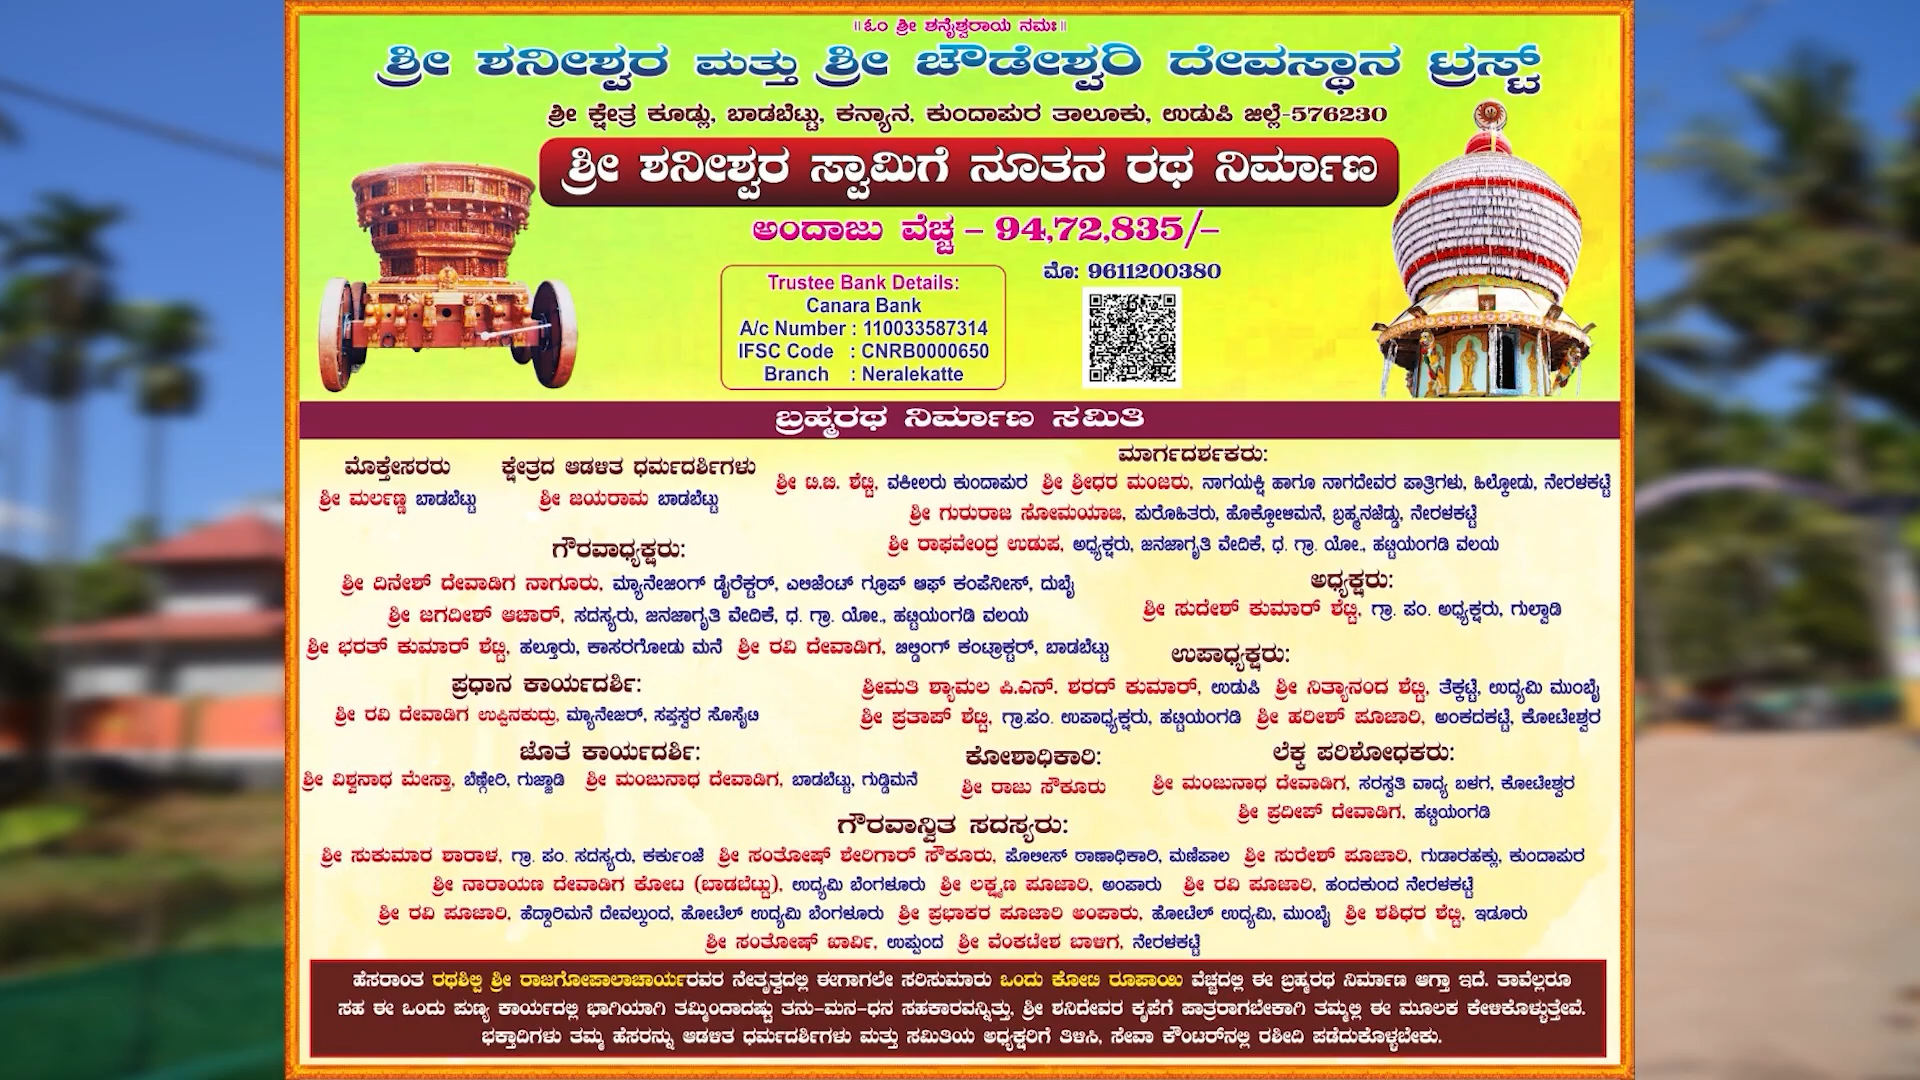 ॥ಓಂ ಶ್ರೀ ಶನೈಶ್ವರಾಯ ನಮಃ॥
ಶ್ರೀ ಶನೀಶ್ವರ ಮತ್ತು ಶ್ರೀ ಚೌಡೇಶ್ವರಿ ದೇವಸ್ಥಾನ ಟ್ರಸ್ಟ್
ಶ್ರೀ ಕ್ಷೇತ್ರ ಕೂಡ್ಲು, ಬಾಡಬೆಟ್ಟು, ಕನ್ಯಾನ, ಕುಂದಾಪುರ ತಾಲೂಕು, ಉಡುಪಿ ಜಿಲ್ಲೆ-576230
ಶ್ರೀ ಶನೀಶ್ವರ ಸ್ವಾಮಿಗೆ ನೂತನ ರಥ ನಿರ್ಮಾಣ
ಅಂದಾಜು ವೆಚ್ಚ – 94,72,835/–
ಮೊ: 9611200380
Trustee Bank Details:
Canara Bank
A/c Number : 110033587314
IFSC Code : CNRB0000650
Branch : Neralekatte
ಬ್ರಹ್ಮರಥ ನಿರ್ಮಾಣ ಸಮಿತಿ
ಮೊಕ್ತೇಸರರು
ಶ್ರೀ ಮರ್ಲಣ್ಣ ಬಾಡಬೆಟ್ಟು
ಕ್ಷೇತ್ರದ ಆಡಳಿತ ಧರ್ಮದರ್ಶಿಗಳು
ಶ್ರೀ ಜಯರಾಮ ಬಾಡಬೆಟ್ಟು
ಮಾರ್ಗದರ್ಶಕರು:
ಶ್ರೀ ಟಿ.ಬಿ. ಶೆಟ್ಟಿ, ವಕೀಲರು ಕುಂದಾಪುರ ಶ್ರೀ ಶ್ರೀಧರ ಮಂಜರು, ನಾಗಯಕ್ಷಿ ಹಾಗೂ ನಾಗದೇವರ ಪಾತ್ರಿಗಳು, ಹಿಲ್ಕೋಡು, ನೇರಳಕಟ್ಟೆ
ಶ್ರೀ ಗುರುರಾಜ ಸೋಮಯಾಜಿ, ಪುರೋಹಿತರು, ಹೊಕ್ಕೋಳಿಮನೆ, ಬ್ರಹ್ಮನಜೆಡ್ಡು, ನೇರಳಕಟ್ಟೆ
ಶ್ರೀ ರಾಘವೇಂದ್ರ ಉಡುಪ, ಅಧ್ಯಕ್ಷರು, ಜನಜಾಗೃತಿ ವೇದಿಕೆ, ಧ. ಗ್ರಾ. ಯೋ., ಹಟ್ಟಿಯಂಗಡಿ ವಲಯ
ಗೌರವಾಧ್ಯಕ್ಷರು:
ಶ್ರೀ ದಿನೇಶ್ ದೇವಾಡಿಗ ನಾಗೂರು, ಮ್ಯಾನೇಜಿಂಗ್ ಡೈರೆಕ್ಟರ್, ಎಲಿಜೆಂಟ್ ಗ್ರೂಪ್ ಆಫ್ ಕಂಪೆನೀಸ್, ದುಬೈ
ಶ್ರೀ ಜಗದೀಶ್ ಆಚಾರ್, ಸದಸ್ಯರು, ಜನಜಾಗೃತಿ ವೇದಿಕೆ, ಧ. ಗ್ರಾ. ಯೋ., ಹಟ್ಟಿಯಂಗಡಿ ವಲಯ
ಶ್ರೀ ಭರತ್ ಕುಮಾರ್ ಶೆಟ್ಟಿ, ಹಲ್ತೂರು, ಕಾಸರಗೋಡು ಮನೆ ಶ್ರೀ ರವಿ ದೇವಾಡಿಗ, ಬಿಲ್ಡಿಂಗ್ ಕಂಟ್ರಾಕ್ಟರ್, ಬಾಡಬೆಟ್ಟು
ಅಧ್ಯಕ್ಷರು:
ಶ್ರೀ ಸುದೇಶ್ ಕುಮಾರ್ ಶೆಟ್ಟಿ, ಗ್ರಾ. ಪಂ. ಅಧ್ಯಕ್ಷರು, ಗುಲ್ವಾಡಿ
ಉಪಾಧ್ಯಕ್ಷರು:
ಶ್ರೀಮತಿ ಶ್ಯಾಮಲ ಪಿ.ಎನ್. ಶರದ್ ಕುಮಾರ್, ಉಡುಪಿ ಶ್ರೀ ನಿತ್ಯಾನಂದ ಶೆಟ್ಟಿ, ತೆಕ್ಕಟ್ಟೆ, ಉದ್ಯಮಿ ಮುಂಬೈ
ಶ್ರೀ ಪ್ರತಾಪ್ ಶೆಟ್ಟಿ, ಗ್ರಾ.ಪಂ. ಉಪಾಧ್ಯಕ್ಷರು, ಹಟ್ಟಿಯಂಗಡಿ ಶ್ರೀ ಹರೀಶ್ ಪೂಜಾರಿ, ಅಂಕದಕಟ್ಟೆ, ಕೋಟೇಶ್ವರ
ಪ್ರಧಾನ ಕಾರ್ಯದರ್ಶಿ:
ಶ್ರೀ ರವಿ ದೇವಾಡಿಗ ಉಪ್ಪಿನಕುದ್ರು, ಮ್ಯಾನೇಜರ್, ಸಪ್ತಸ್ವರ ಸೊಸೈಟಿ
ಜೊತೆ ಕಾರ್ಯದರ್ಶಿ:
ಶ್ರೀ ವಿಶ್ವನಾಥ ಮೇಸ್ತಾ, ಬೆಣ್ಗೇರಿ, ಗುಜ್ಜಾಡಿ ಶ್ರೀ ಮಂಜುನಾಥ ದೇವಾಡಿಗ, ಬಾಡಬೆಟ್ಟು, ಗುಡ್ಡಿಮನೆ
ಕೋಶಾಧಿಕಾರಿ:
ಶ್ರೀ ರಾಜು ಸೌಕೂರು
ಲೆಕ್ಕ ಪರಿಶೋಧಕರು:
ಶ್ರೀ ಮಂಜುನಾಥ ದೇವಾಡಿಗ, ಸರಸ್ವತಿ ವಾದ್ಯ ಬಳಗ, ಕೋಟೇಶ್ವರ
ಶ್ರೀ ಪ್ರದೀಪ್ ದೇವಾಡಿಗ, ಹಟ್ಟಿಯಂಗಡಿ
ಗೌರವಾನ್ವಿತ ಸದಸ್ಯರು:
ಶ್ರೀ ಸುಕುಮಾರ ಶಾರಾಳ, ಗ್ರಾ. ಪಂ. ಸದಸ್ಯರು, ಕರ್ಕುಂಜೆ ಶ್ರೀ ಸಂತೋಷ್ ಶೇರಿಗಾರ್ ಸೌಕೂರು, ಪೊಲೀಸ್ ಠಾಣಾಧಿಕಾರಿ, ಮಣಿಪಾಲ ಶ್ರೀ ಸುರೇಶ್ ಪೂಜಾರಿ, ಗುಡಾರಹಕ್ಲು, ಕುಂದಾಪುರ
ಶ್ರೀ ನಾರಾಯಣ ದೇವಾಡಿಗ ಕೋಟ (ಬಾಡಬೆಟ್ಟು), ಉದ್ಯಮಿ ಬೆಂಗಳೂರು ಶ್ರೀ ಲಕ್ಷ್ಮಣ ಪೂಜಾರಿ, ಅಂಪಾರು ಶ್ರೀ ರವಿ ಪೂಜಾರಿ, ಹಂದಕುಂದ ನೇರಳಕಟ್ಟೆ
ಶ್ರೀ ರವಿ ಪೂಜಾರಿ, ಹೆದ್ದಾರಿಮನೆ ದೇವಲ್ಕುಂದ, ಹೋಟೆಲ್ ಉದ್ಯಮಿ ಬೆಂಗಳೂರು ಶ್ರೀ ಪ್ರಭಾಕರ ಪೂಜಾರಿ ಅಂಪಾರು, ಹೋಟೆಲ್ ಉದ್ಯಮಿ, ಮುಂಬೈ ಶ್ರೀ ಶಶಿಧರ ಶೆಟ್ಟಿ, ಇಡೂರು
ಶ್ರೀ ಸಂತೋಷ್ ಖಾರ್ವಿ, ಉಪ್ಪುಂದ ಶ್ರೀ ವೆಂಕಟೇಶ ಬಾಳಿಗ, ನೇರಳಕಟ್ಟೆ
ಹೆಸರಾಂತ ರಥಶಿಲ್ಪಿ ಶ್ರೀ ರಾಜಗೋಪಾಲಾಚಾರ್ಯರವರ ನೇತೃತ್ವದಲ್ಲಿ ಈಗಾಗಲೇ ಸರಿಸುಮಾರು ಒಂದು ಕೋಟಿ ರೂಪಾಯಿ ವೆಚ್ಚದಲ್ಲಿ ಈ ಬ್ರಹ್ಮರಥ ನಿರ್ಮಾಣ ಆಗ್ತಾ ಇದೆ. ತಾವೆಲ್ಲರೂ
ಸಹ ಈ ಒಂದು ಪುಣ್ಯ ಕಾರ್ಯದಲ್ಲಿ ಭಾಗಿಯಾಗಿ ತಮ್ಮಿಂದಾದಷ್ಟು ತನು–ಮನ–ಧನ ಸಹಕಾರವನ್ನಿತ್ತು, ಶ್ರೀ ಶನಿದೇವರ ಕೃಪೆಗೆ ಪಾತ್ರರಾಗಬೇಕಾಗಿ ತಮ್ಮಲ್ಲಿ ಈ ಮೂಲಕ ಕೇಳಿಕೊಳ್ಳುತ್ತೇವೆ.
ಭಕ್ತಾದಿಗಳು ತಮ್ಮ ಹೆಸರನ್ನು ಆಡಳಿತ ಧರ್ಮದರ್ಶಿಗಳು ಮತ್ತು ಸಮಿತಿಯ ಅಧ್ಯಕ್ಷರಿಗೆ ತಿಳಿಸಿ, ಸೇವಾ ಕೌಂಟರ್‌ನಲ್ಲಿ ರಶೀದಿ ಪಡೆದುಕೊಳ್ಳಬೇಕು.